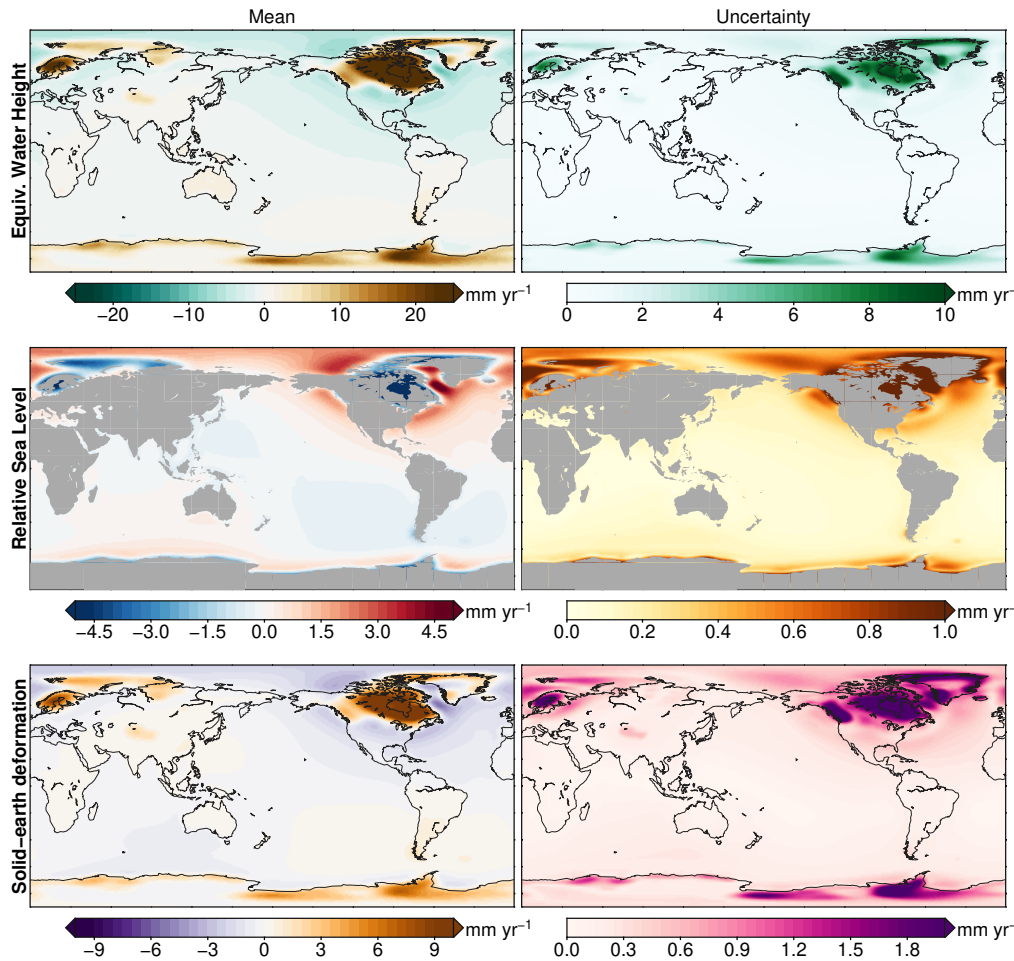 Mean
Uncertainty
Equiv. Water Height
−20 −10 0 10 20 mm yr⁻¹
0 2 4 6 8 10 mm yr⁻¹
Relative Sea Level
−4.5 −3.0 −1.5 0.0 1.5 3.0 4.5 mm yr⁻¹
0.0 0.2 0.4 0.6 0.8 1.0 mm yr⁻¹
Solid−earth deformation
−9 −6 −3 0 3 6 9 mm yr⁻¹
0.0 0.3 0.6 0.9 1.2 1.5 1.8 mm yr⁻¹